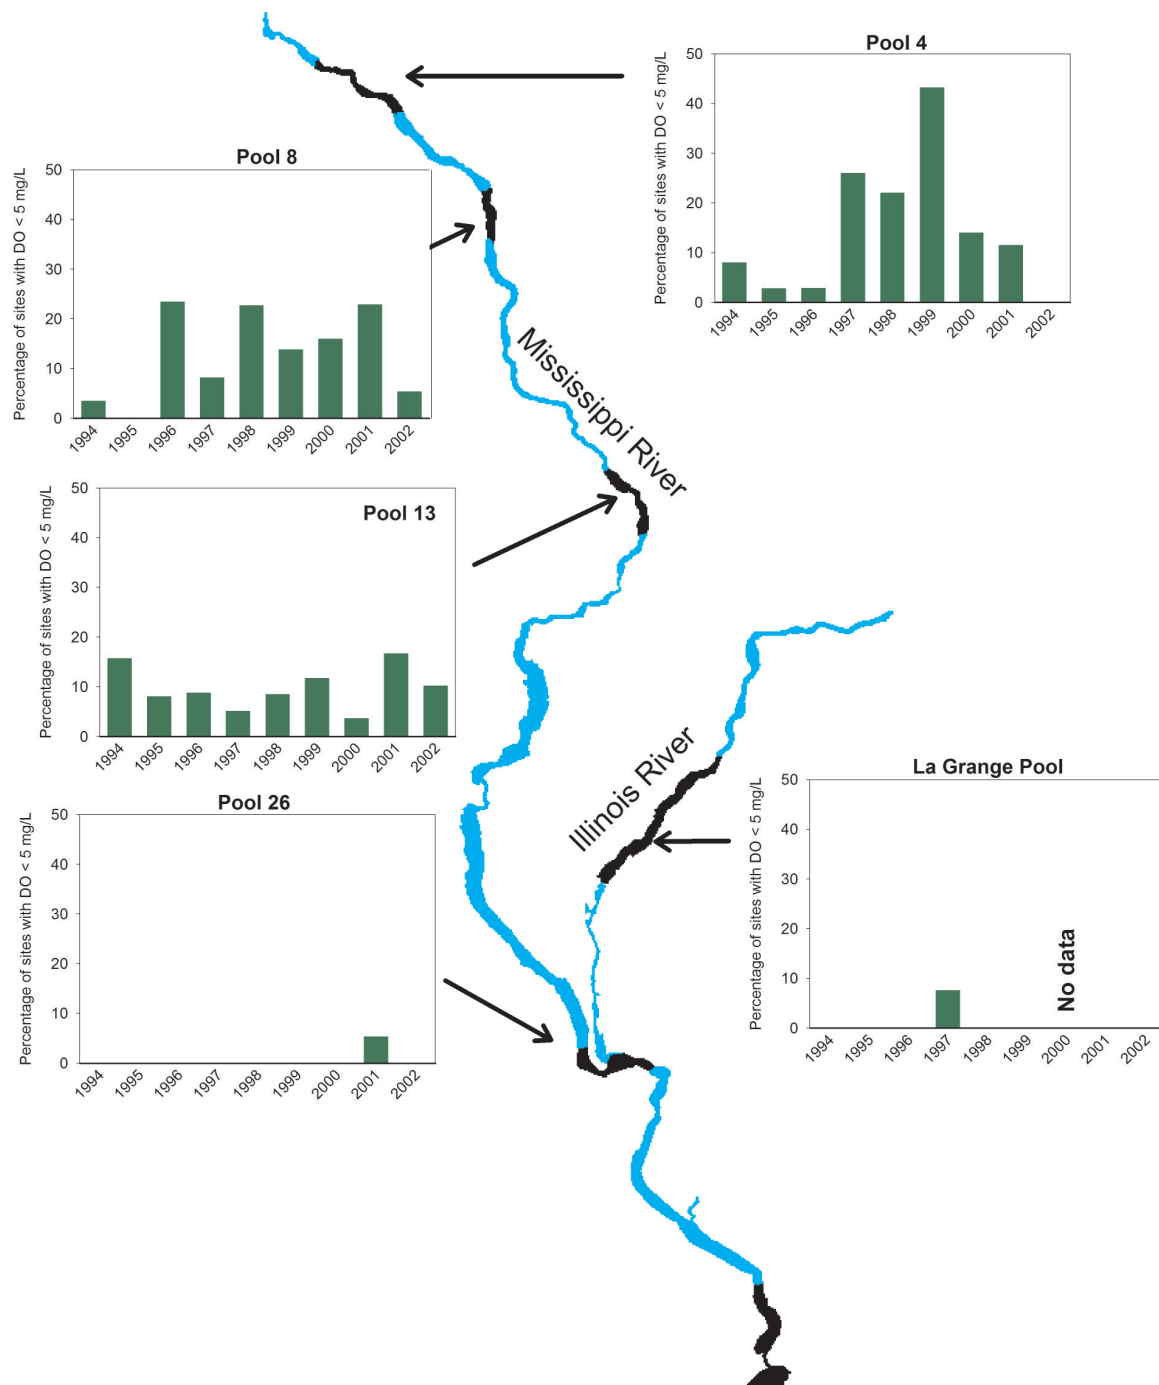 Pool 4
Percentage of sites with DO < 5 mg/L
50
40
30
20
10
0
1994 1995 1996 1997 1998 1999 2000 2001 2002
Pool 8
Percentage of sites with DO < 5 mg/L
50
40
30
20
10
0
1994 1995 1996 1997 1998 1999 2000 2001 2002
Mississippi River
Pool 13
Percentage of sites with DO < 5 mg/L
50
40
30
20
10
0
1994 1995 1996 1997 1998 1999 2000 2001 2002
Illinois River
La Grange Pool
Percentage of sites with DO < 5 mg/L
50
40
30
20
10
0
No data
1994 1995 1996 1997 1998 1999 2000 2001 2002
Pool 26
Percentage of sites with DO < 5 mg/L
50
40
30
20
10
0
1994 1995 1996 1997 1998 1999 2000 2001 2002